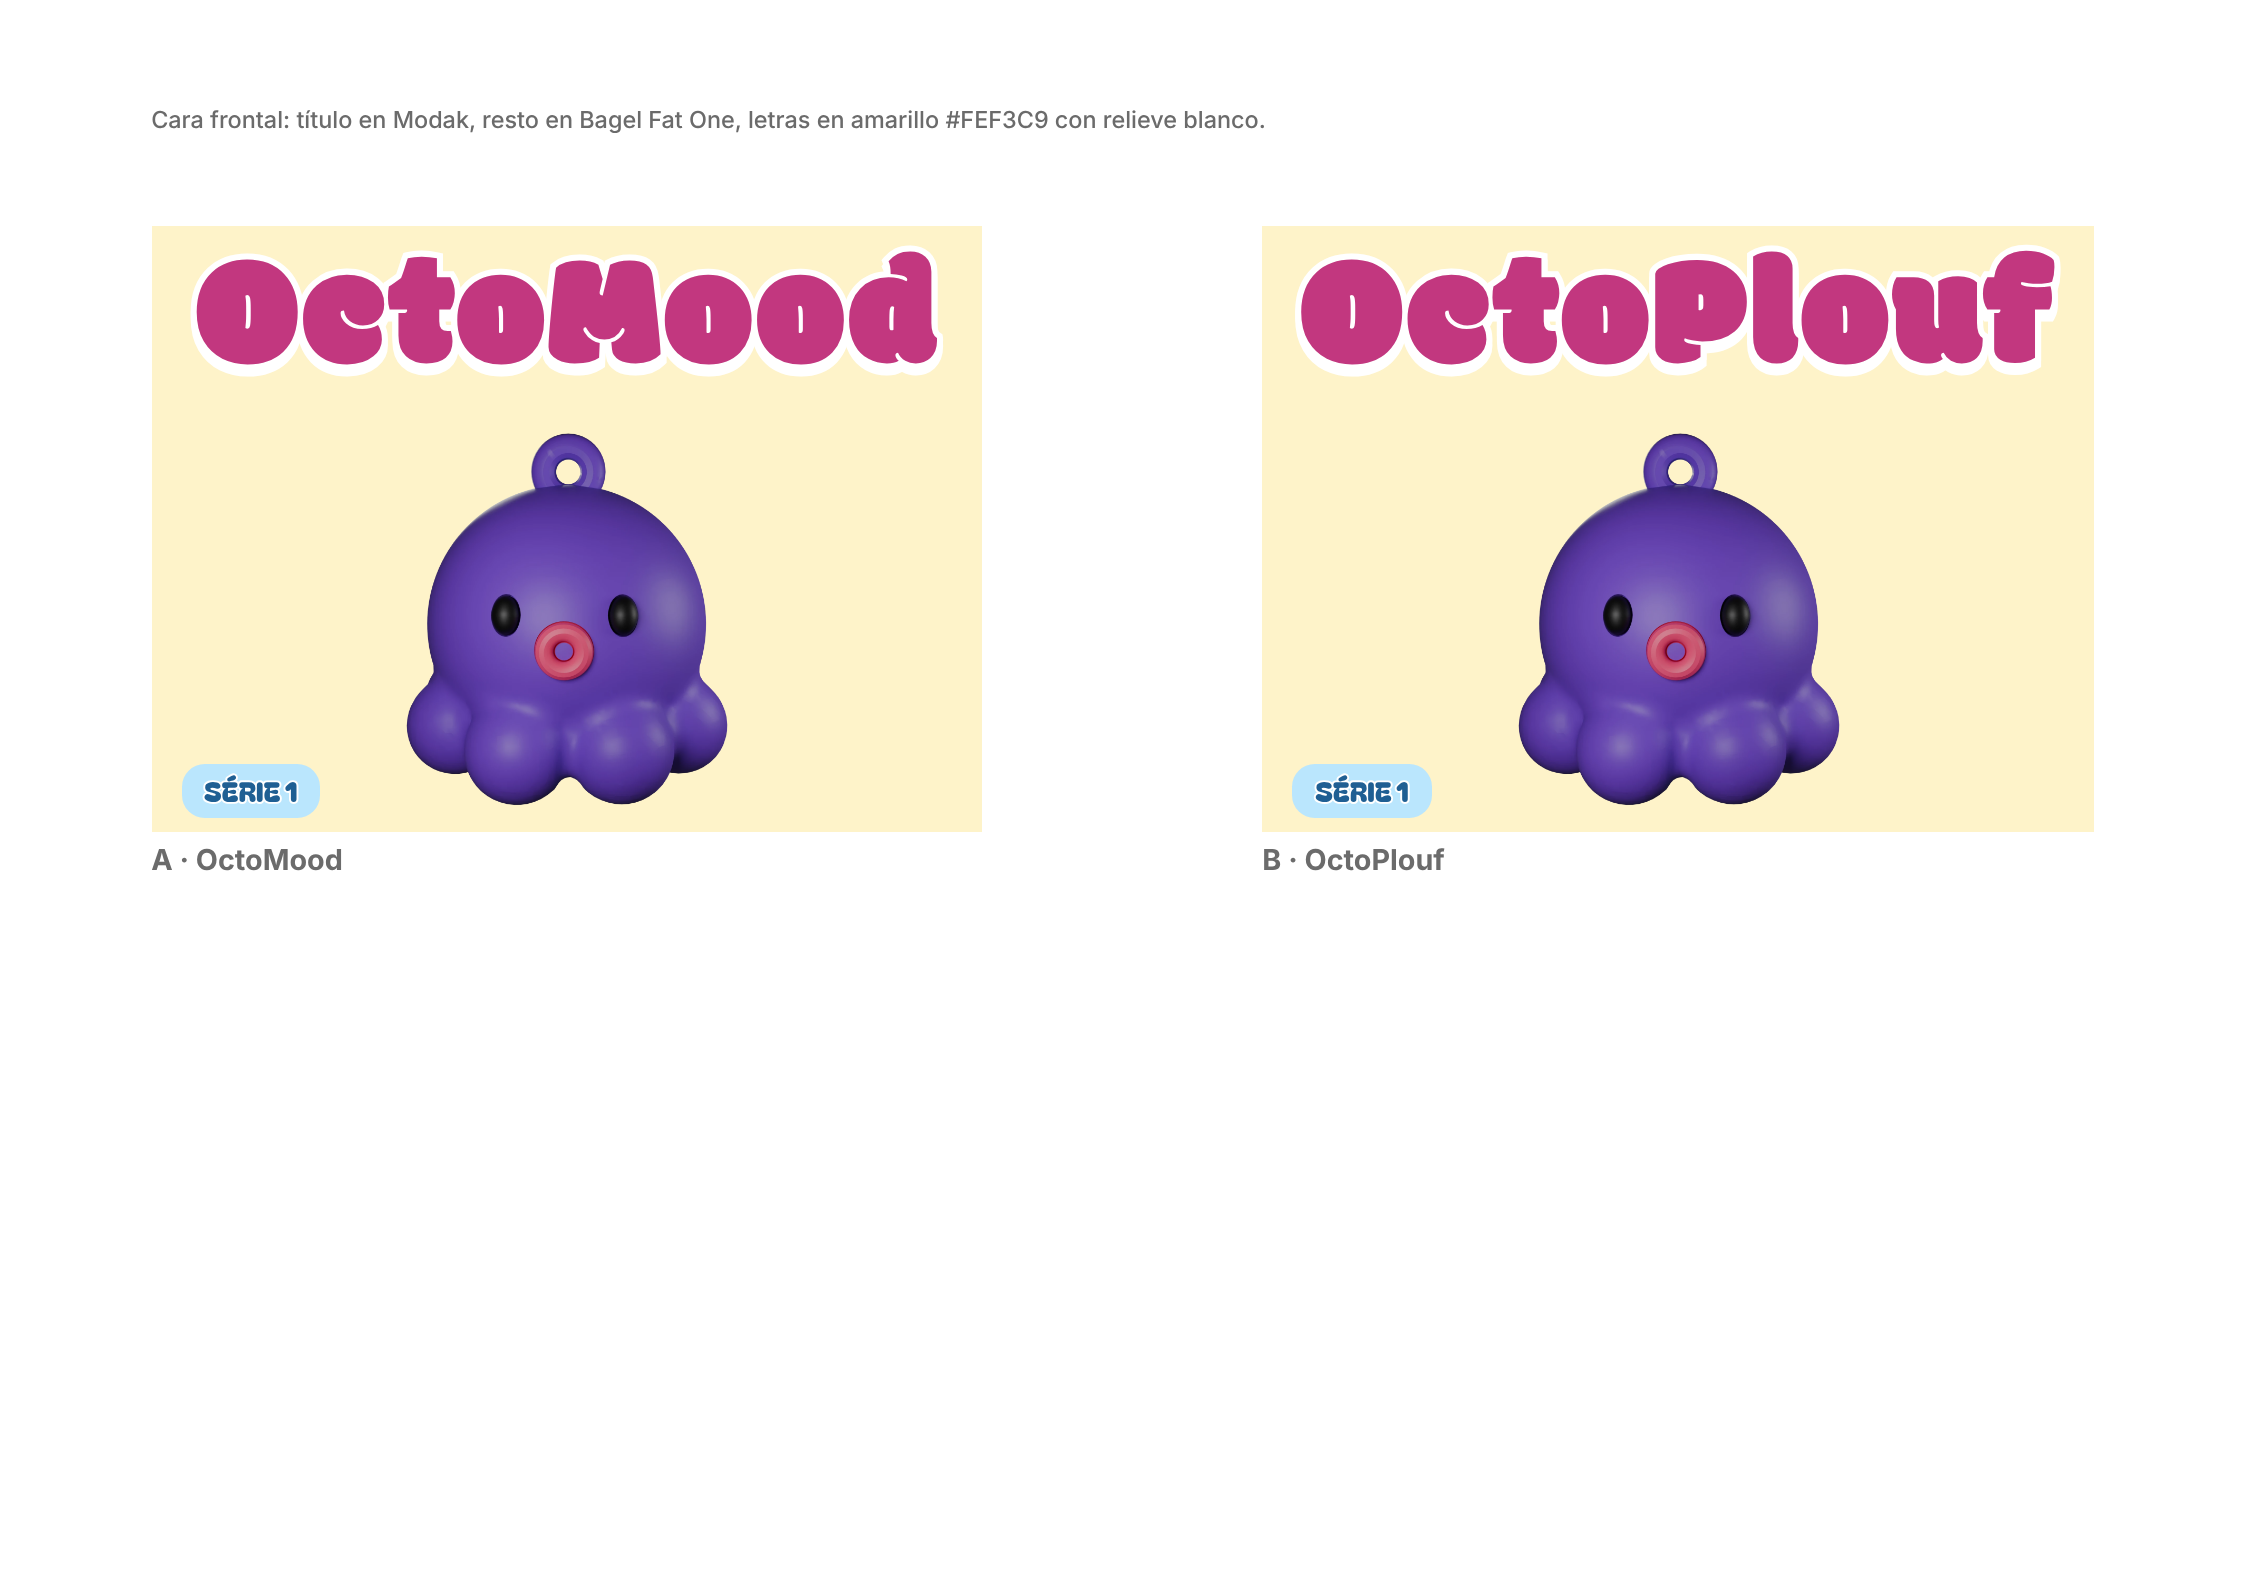 Cara frontal: título en Modak, resto en Bagel Fat One, letras en amarillo #FEF3C9 con relieve blanco.
OctoMood
SÉRIE 1
A · OctoMood
OctoPlouf
SÉRIE 1
B · OctoPlouf